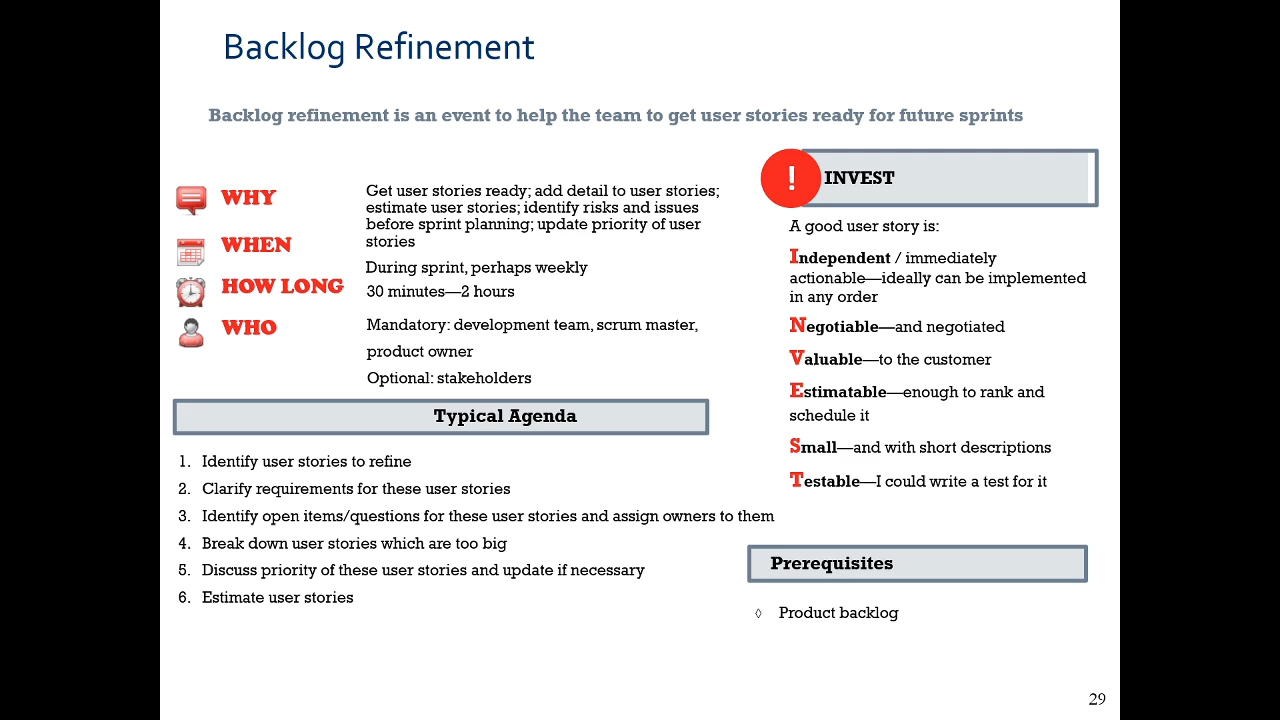 Backlog Refinement
Backlog refinement is an event to help the team to get user stories ready for future sprints
WHY
Get user stories ready; add detail to user stories;
estimate user stories; identify risks and issues
before sprint planning; update priority of user
stories
WHEN
During sprint, perhaps weekly
HOW LONG
30 minutes—2 hours
WHO
Mandatory: development team, scrum master,
product owner
Optional: stakeholders
Typical Agenda
1. Identify user stories to refine
2. Clarify requirements for these user stories
3. Identify open items/questions for these user stories and assign owners to them
4. Break down user stories which are too big
5. Discuss priority of these user stories and update if necessary
6. Estimate user stories
! INVEST
A good user story is:
Independent / immediately
actionable—ideally can be implemented
in any order
Negotiable—and negotiated
Valuable—to the customer
Estimatable—enough to rank and
schedule it
Small—and with short descriptions
Testable—I could write a test for it
Prerequisites
◊ Product backlog
29